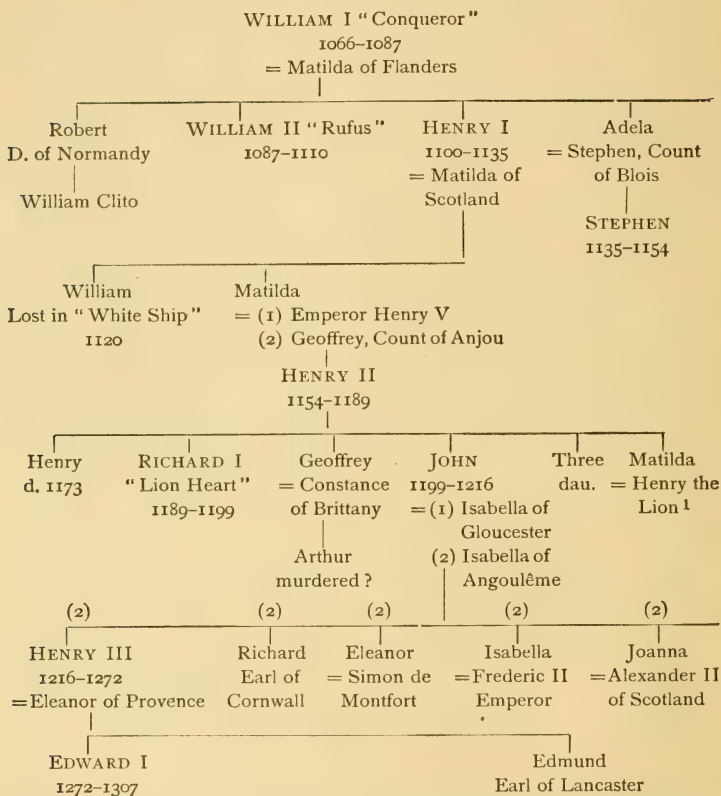 WILLIAM I "Conqueror"
1066–1087
= Matilda of Flanders
Robert WILLIAM II "Rufus" HENRY I Adela
D. of Normandy 1087–1110 1100–1135 = Stephen, Count
= Matilda of of Blois
William Clito Scotland
STEPHEN
1135–1154
William Matilda
Lost in "White Ship" = (1) Emperor Henry V
1120 (2) Geoffrey, Count of Anjou
HENRY II
1154–1189
Henry RICHARD I Geoffrey JOHN Three Matilda
d. 1173 "Lion Heart" = Constance 1199–1216 dau. = Henry the
1189–1199 of Brittany = (1) Isabella of Lion 1
Gloucester
Arthur (2) Isabella of
murdered ? Angoulême
(2) (2) (2) (2) (2)
HENRY III Richard Eleanor Isabella Joanna
1216–1272 Earl of = Simon de =Frederic II =Alexander II
=Eleanor of Provence Cornwall Montfort Emperor of Scotland
EDWARD I Edmund
1272–1307 Earl of Lancaster